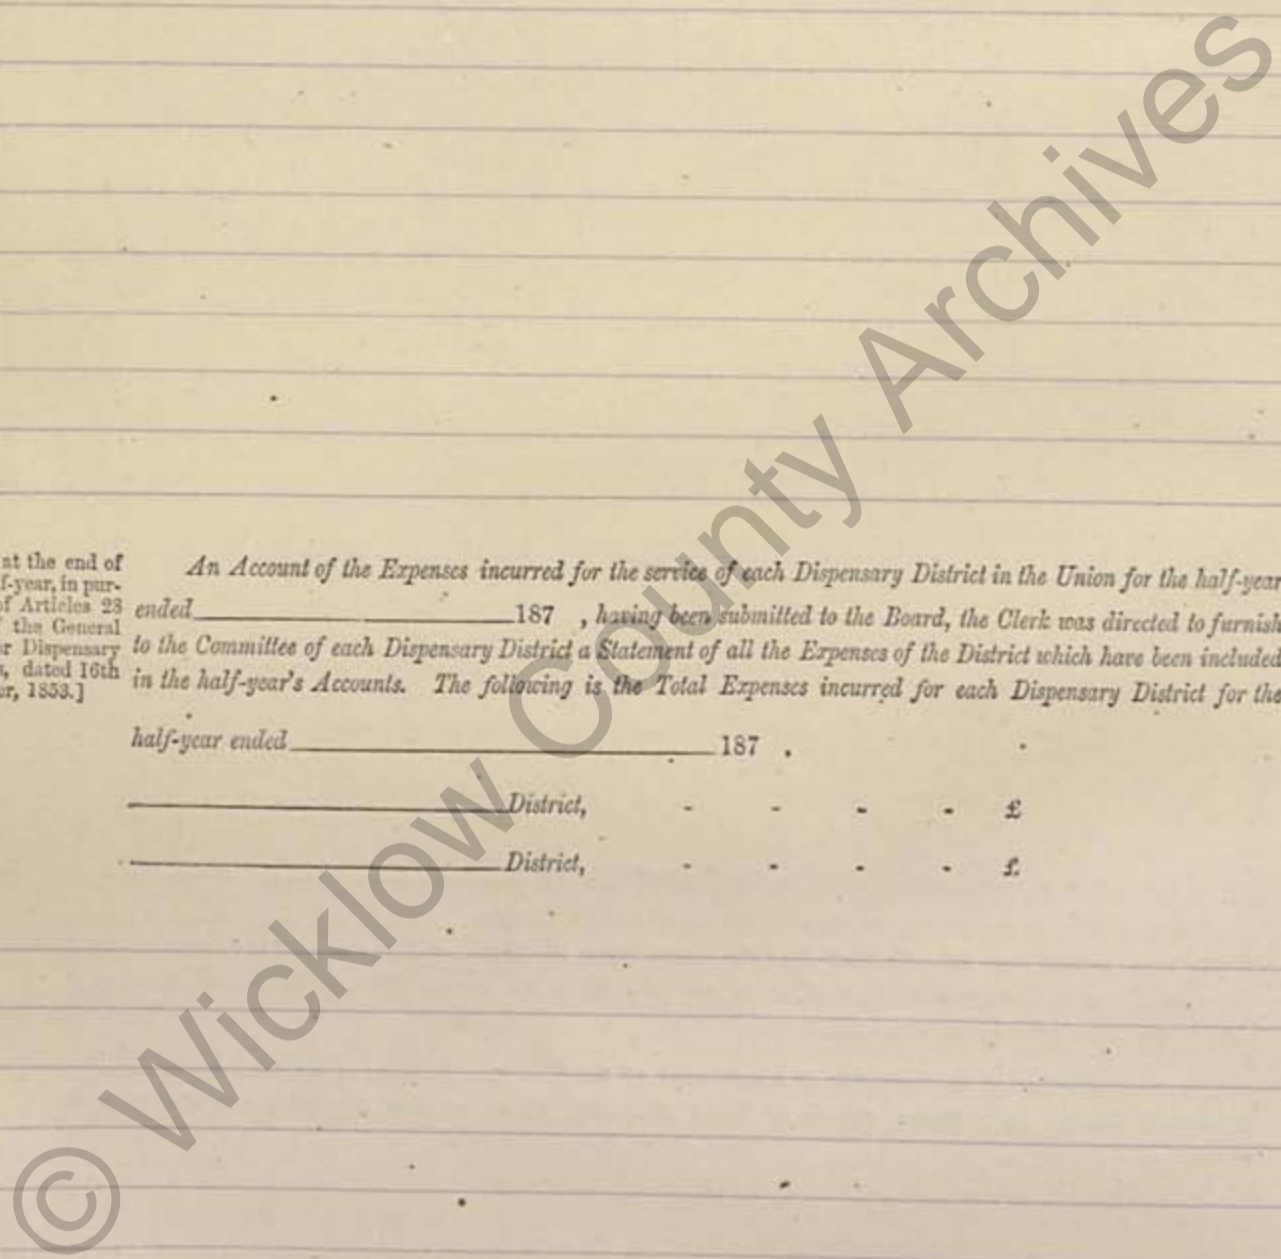 at the end of
f-year, in pur-
of Articles 23
the General
r Dispensary
s, dated 16th
er, 1853.]
An Account of the Expenses incurred for the service of each Dispensary District in the Union for the half-year
ended 187 , having been submitted to the Board, the Clerk was directed to furnish
to the Committee of each Dispensary District a Statement of all the Expenses of the District which have been included
in the half-year's Accounts. The following is the Total Expenses incurred for each Dispensary District for the
half-year ended 187 .
District, - - - - £
District, - - - - £
© Wicklow County Archives